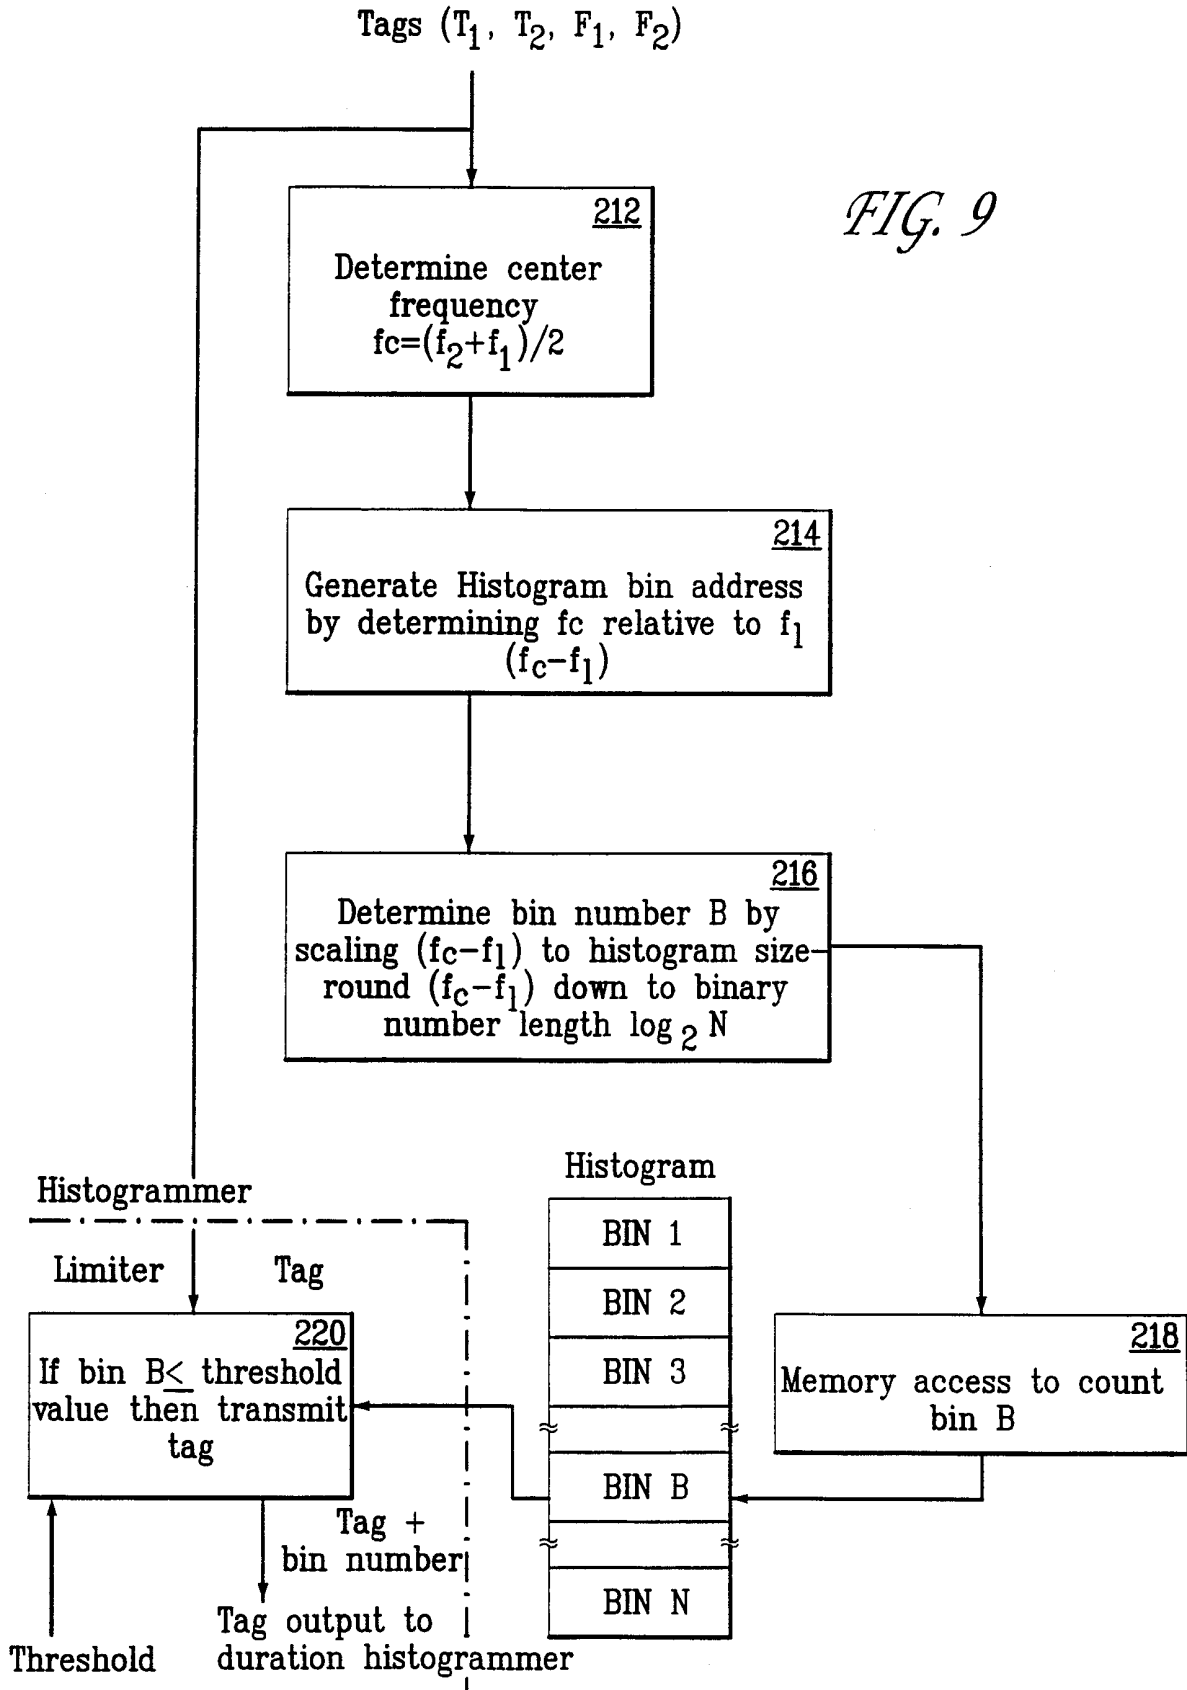 Tags (T1, T2, F1, F2)
FIG. 9
212
Determine center
frequency
fc=(f2+f1)/2
214
Generate Histogram bin address
by determining fc relative to f1
(fc-f1)
216
Determine bin number B by
scaling (fc-f1) to histogram size-
round (fc-f1) down to binary
number length log2 N
Histogrammer
Limiter
Tag
220
If bin B≤ threshold
value then transmit
tag
Threshold
Tag +
bin number
Tag output to
duration histogrammer
Histogram
BIN 1
BIN 2
BIN 3
BIN B
BIN N
218
Memory access to count
bin B